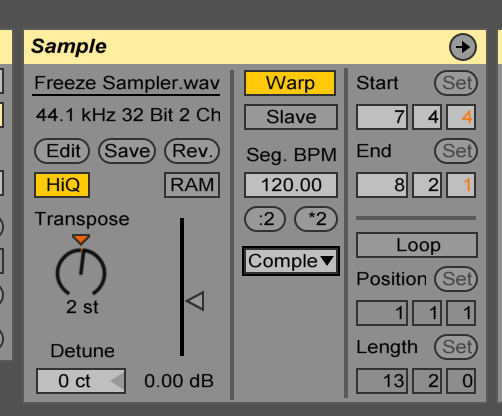 Sample
Freeze Sampler.wav
44.1 kHz 32 Bit 2 Ch
Edit Save Rev.
HiQ RAM
Transpose
2 st
Detune
0 ct 0.00 dB
Warp
Slave
Seg. BPM
120.00
:2 *2
Comple
Start Set
7 4 4
End Set
8 2 1
Loop
Position Set
1 1 1
Length Set
13 2 0